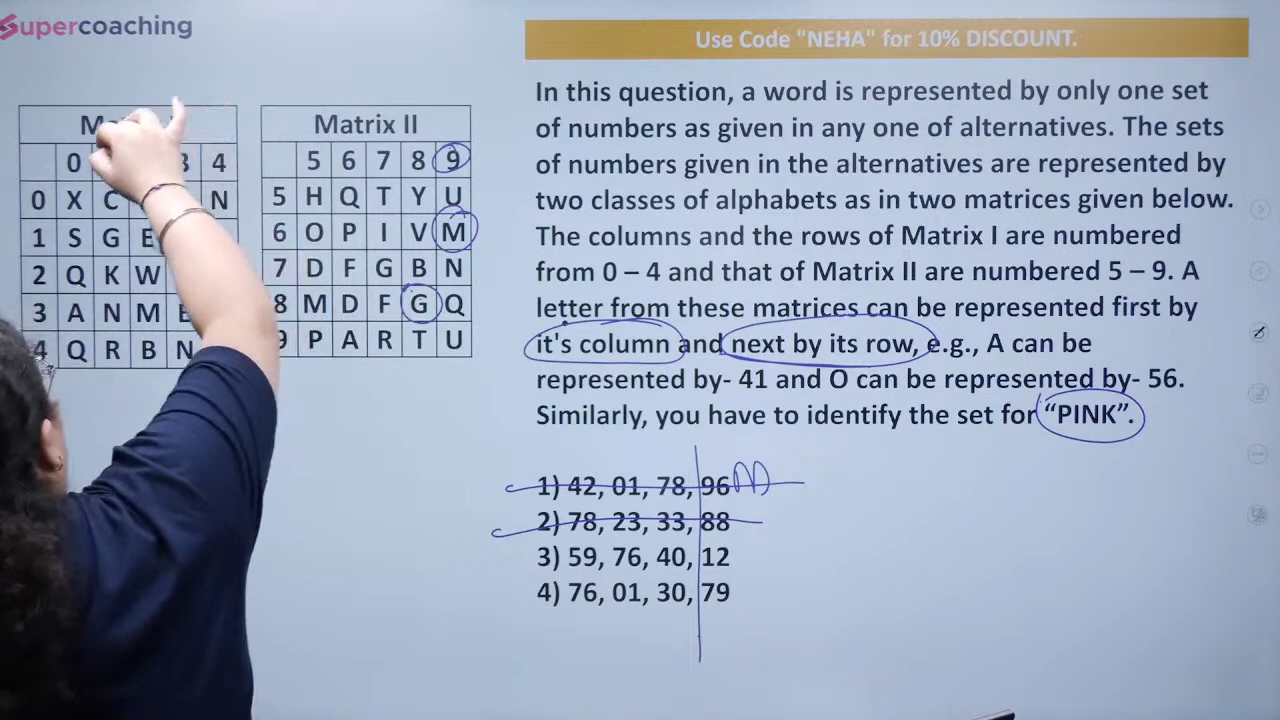 Supercoaching
Use Code "NEHA" for 10% DISCOUNT.
In this question, a word is represented by only one set
of numbers as given in any one of alternatives. The sets
of numbers given in the alternatives are represented by
two classes of alphabets as in two matrices given below.
The columns and the rows of Matrix I are numbered
from 0 – 4 and that of Matrix II are numbered 5 – 9. A
letter from these matrices can be represented first by
it's column and next by its row, e.g., A can be
represented by- 41 and O can be represented by- 56.
Similarly, you have to identify the set for “PINK”.
0 3 4
0 X C N
1 S G E
2 Q K W
3 A N M
4 Q R B N
Matrix II
5 6 7 8 9
5 H Q T Y U
6 O P I V M
7 D F G B N
8 M D F G Q
9 P A R T U
1) 42, 01, 78, 96 M
2) 78, 23, 33, 88
3) 59, 76, 40, 12
4) 76, 01, 30, 79